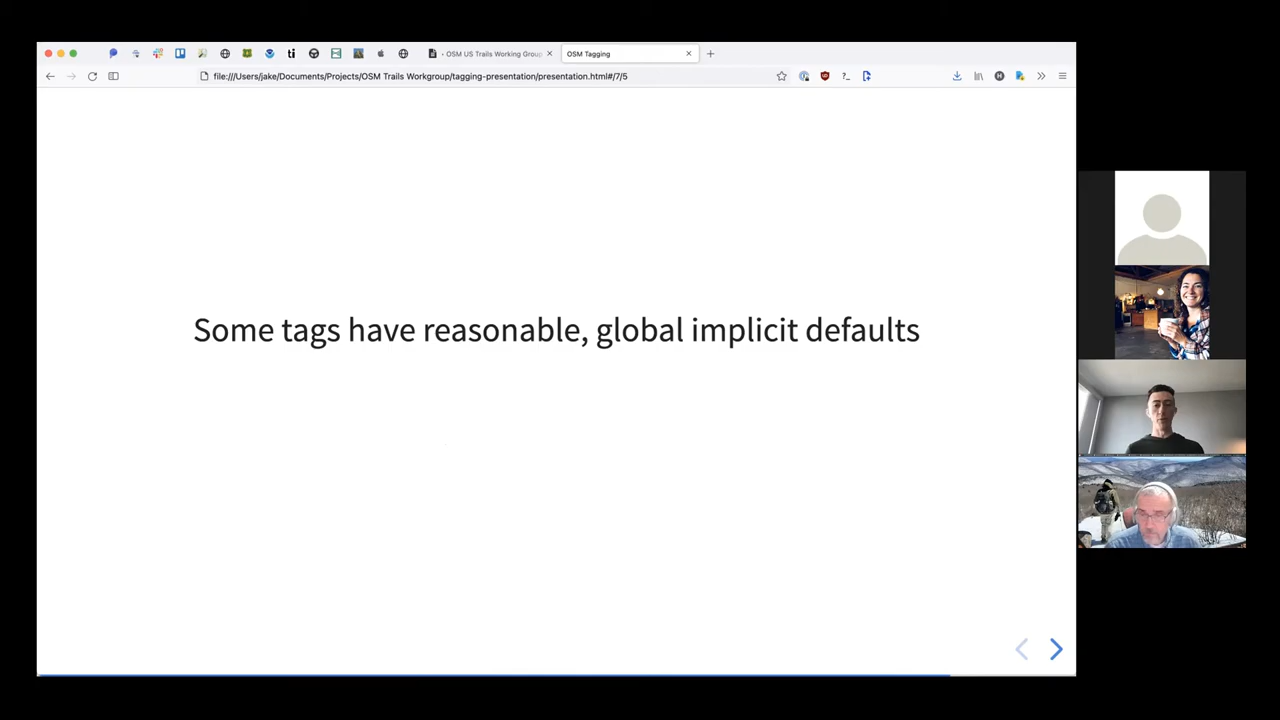 OSM US Trails Working Group
OSM Tagging
file:///Users/jake/Documents/Projects/OSM Trails Workgroup/tagging-presentation/presentation.html#/7/5
Some tags have reasonable, global implicit defaults